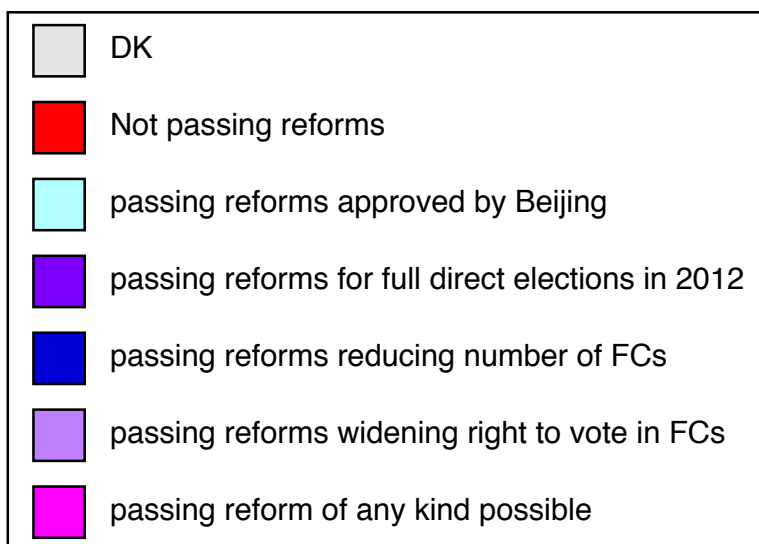 DK
Not passing reforms
passing reforms approved by Beijing
passing reforms for full direct elections in 2012
passing reforms reducing number of FCs
passing reforms widening right to vote in FCs
passing reform of any kind possible